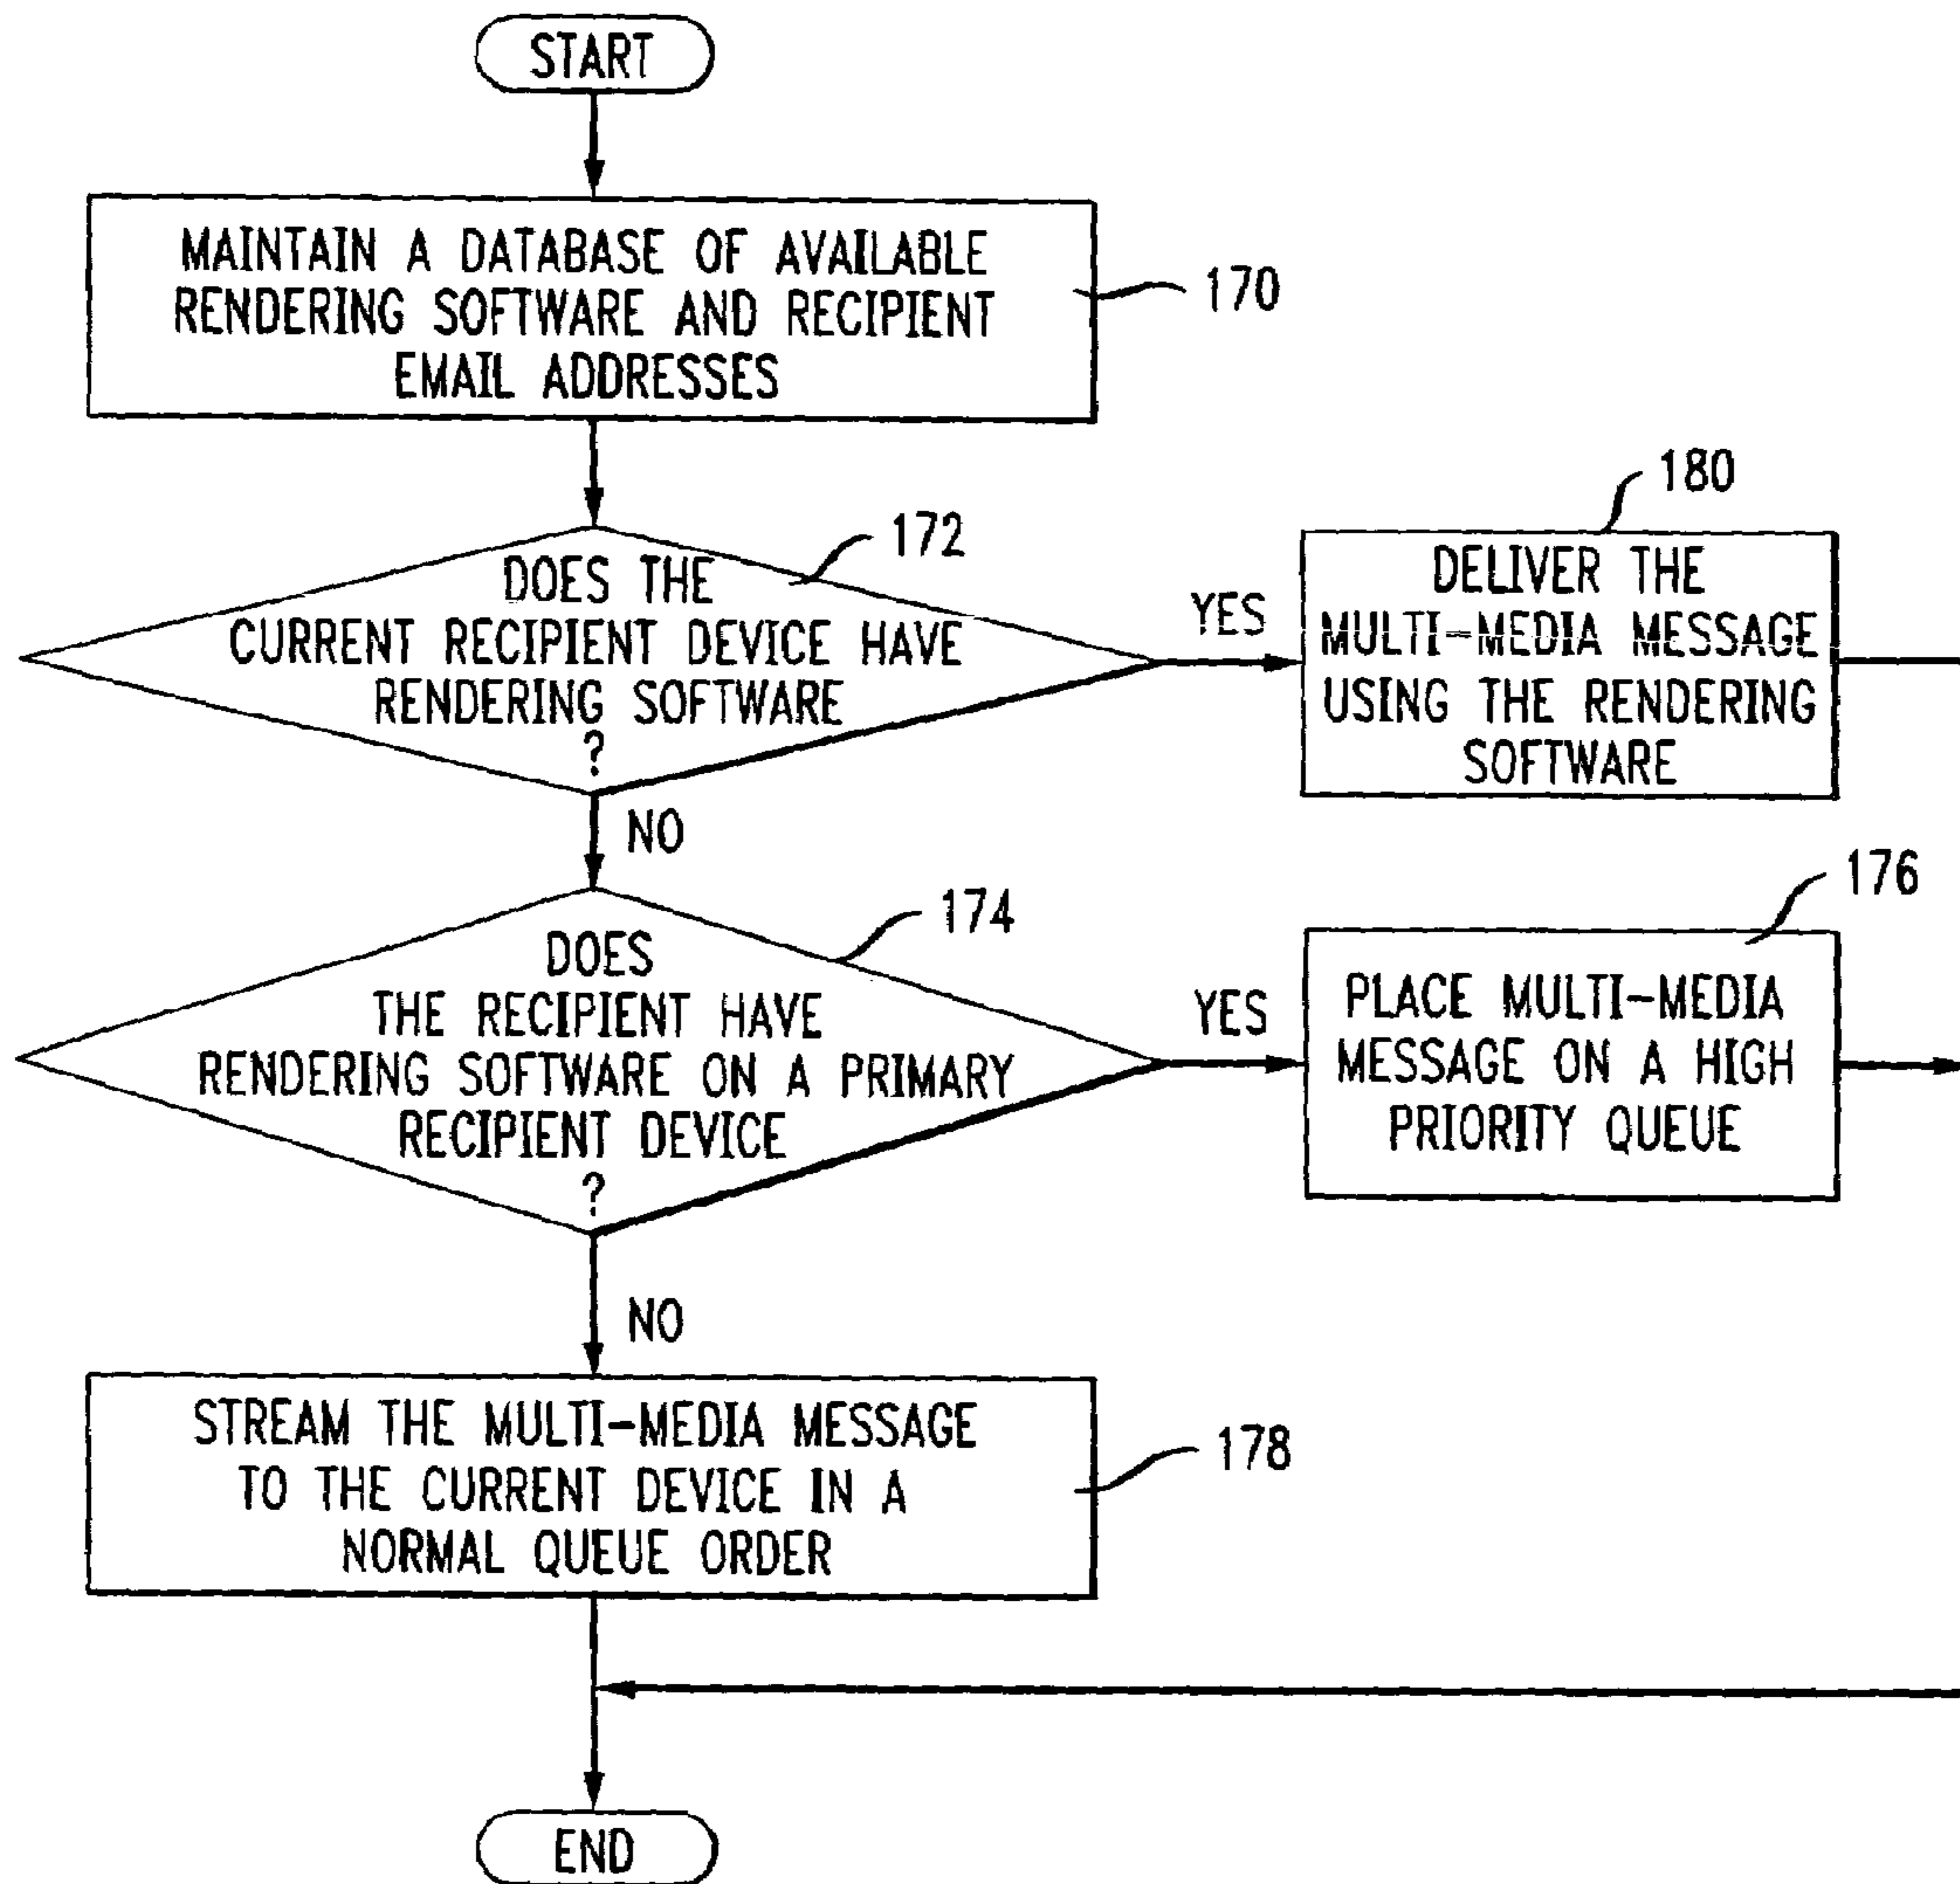 START
MAINTAIN A DATABASE OF AVAILABLE
RENDERING SOFTWARE AND RECIPIENT
EMAIL ADDRESSES
170
172
DOES THE
CURRENT RECIPIENT DEVICE HAVE
RENDERING SOFTWARE
?
YES
180
DELIVER THE
MULTI-MEDIA MESSAGE
USING THE RENDERING
SOFTWARE
NO
174
DOES
THE RECIPIENT HAVE
RENDERING SOFTWARE ON A PRIMARY
RECIPIENT DEVICE
?
YES
176
PLACE MULTI-MEDIA
MESSAGE ON A HIGH
PRIORITY QUEUE
NO
STREAM THE MULTI-MEDIA MESSAGE
TO THE CURRENT DEVICE IN A
NORMAL QUEUE ORDER
178
END